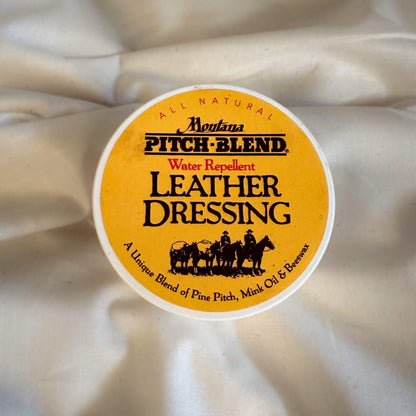 ALL NATURAL
Montana
PITCH-BLEND
Water Repellent
LEATHER
DRESSING
A Unique Blend of Pine Pitch, Mink Oil & Beeswax